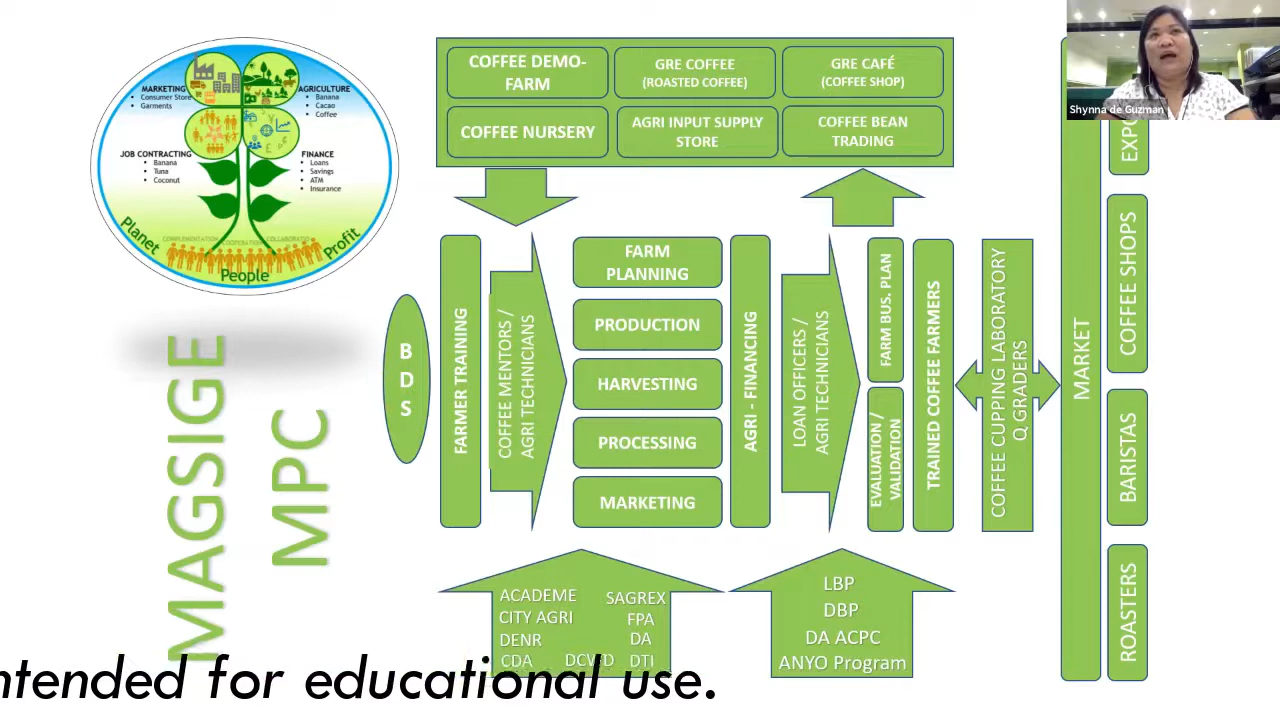 MARKETING
• Consumer Store
• Garments
AGRICULTURE
• Banana
• Cacao
• Coffee
JOB CONTRACTING
• Banana
• Tuna
• Coconut
FINANCE
• Loans
• Savings
• ATM
• Insurance
COMPLEMENTATION COOPERATION
Planet
People
Profit
MAGSIGE
MPC
COFFEE DEMO-
FARM
GRE COFFEE
(ROASTED COFFEE)
GRE CAFÉ
(COFFEE SHOP)
COFFEE NURSERY
AGRI INPUT SUPPLY
STORE
COFFEE BEAN
TRADING
B
D
S
FARMER TRAINING
COFFEE MENTORS /
AGRI TECHNICIANS
FARM
PLANNING
PRODUCTION
HARVESTING
PROCESSING
MARKETING
AGRI - FINANCING
LOAN OFFICERS /
AGRI TECHNICIANS
FARM BUS. PLAN
EVALUATION /
VALIDATION
TRAINED COFFEE FARMERS
COFFEE CUPPING LABORATORY
Q GRADERS
MARKET
EXPO
COFFEE SHOPS
BARISTAS
ROASTERS
ACADEME
CITY AGRI
DENR
CDA
SAGREX
FPA
DA
DTI
LBP
DBP
DA ACPC
ANYO Program
Shynna de Guzman
ntended for educational use.